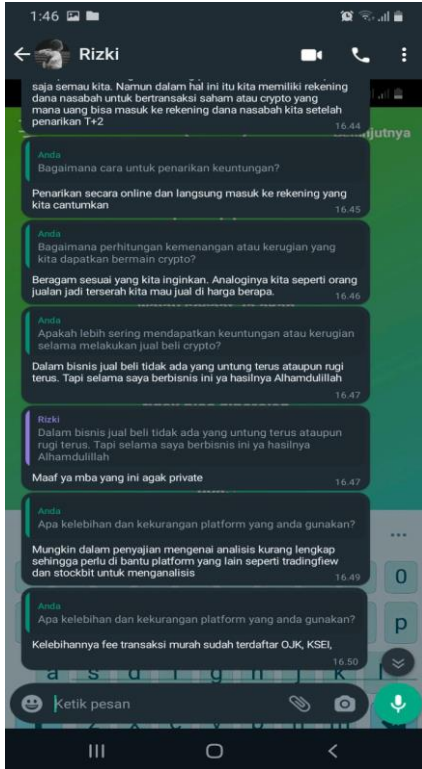 1:46
Rizki
saja semau kita. Namun dalam hal ini itu kita memiliki rekening
dana nasabah untuk bertransaksi saham atau crypto yang
mana uang bisa masuk ke rekening dana nasabah kita setelah
penarikan T+2
16.44
jutnya
Anda
Bagaimana cara untuk penarikan keuntungan?
Penarikan secara online dan langsung masuk ke rekening yang
kita cantumkan
16.45
Anda
Bagaimana perhitungan kemenangan atau kerugian yang
kita dapatkan bermain crypto?
Beragam sesuai yang kita inginkan. Analoginya kita seperti orang
jualan jadi terserah kita mau jual di harga berapa.
16.46
Anda
Apakah lebih sering mendapatkan keuntungan atau kerugian
selama melakukan jual beli crypto?
Dalam bisnis jual beli tidak ada yang untung terus ataupun rugi
terus. Tapi selama saya berbisnis ini ya hasilnya Alhamdulillah
16.47
Rizki
Dalam bisnis jual beli tidak ada yang untung terus ataupun
rugi terus. Tapi selama saya berbisnis ini ya hasilnya
Alhamdulillah
Maaf ya mba yang ini agak private
16.47
Anda
Apa kelebihan dan kekurangan platform yang anda gunakan?
Mungkin dalam penyajian mengenai analisis kurang lengkap
sehingga perlu di bantu platform yang lain seperti tradingfiew
dan stockbit untuk menganalisis
16.49
0
Anda
Apa kelebihan dan kekurangan platform yang anda gunakan?
Kelebihannya fee transaksi murah sudah terdaftar OJK, KSEI,
16.50
p
a s d f g h j k l
Ketik pesan